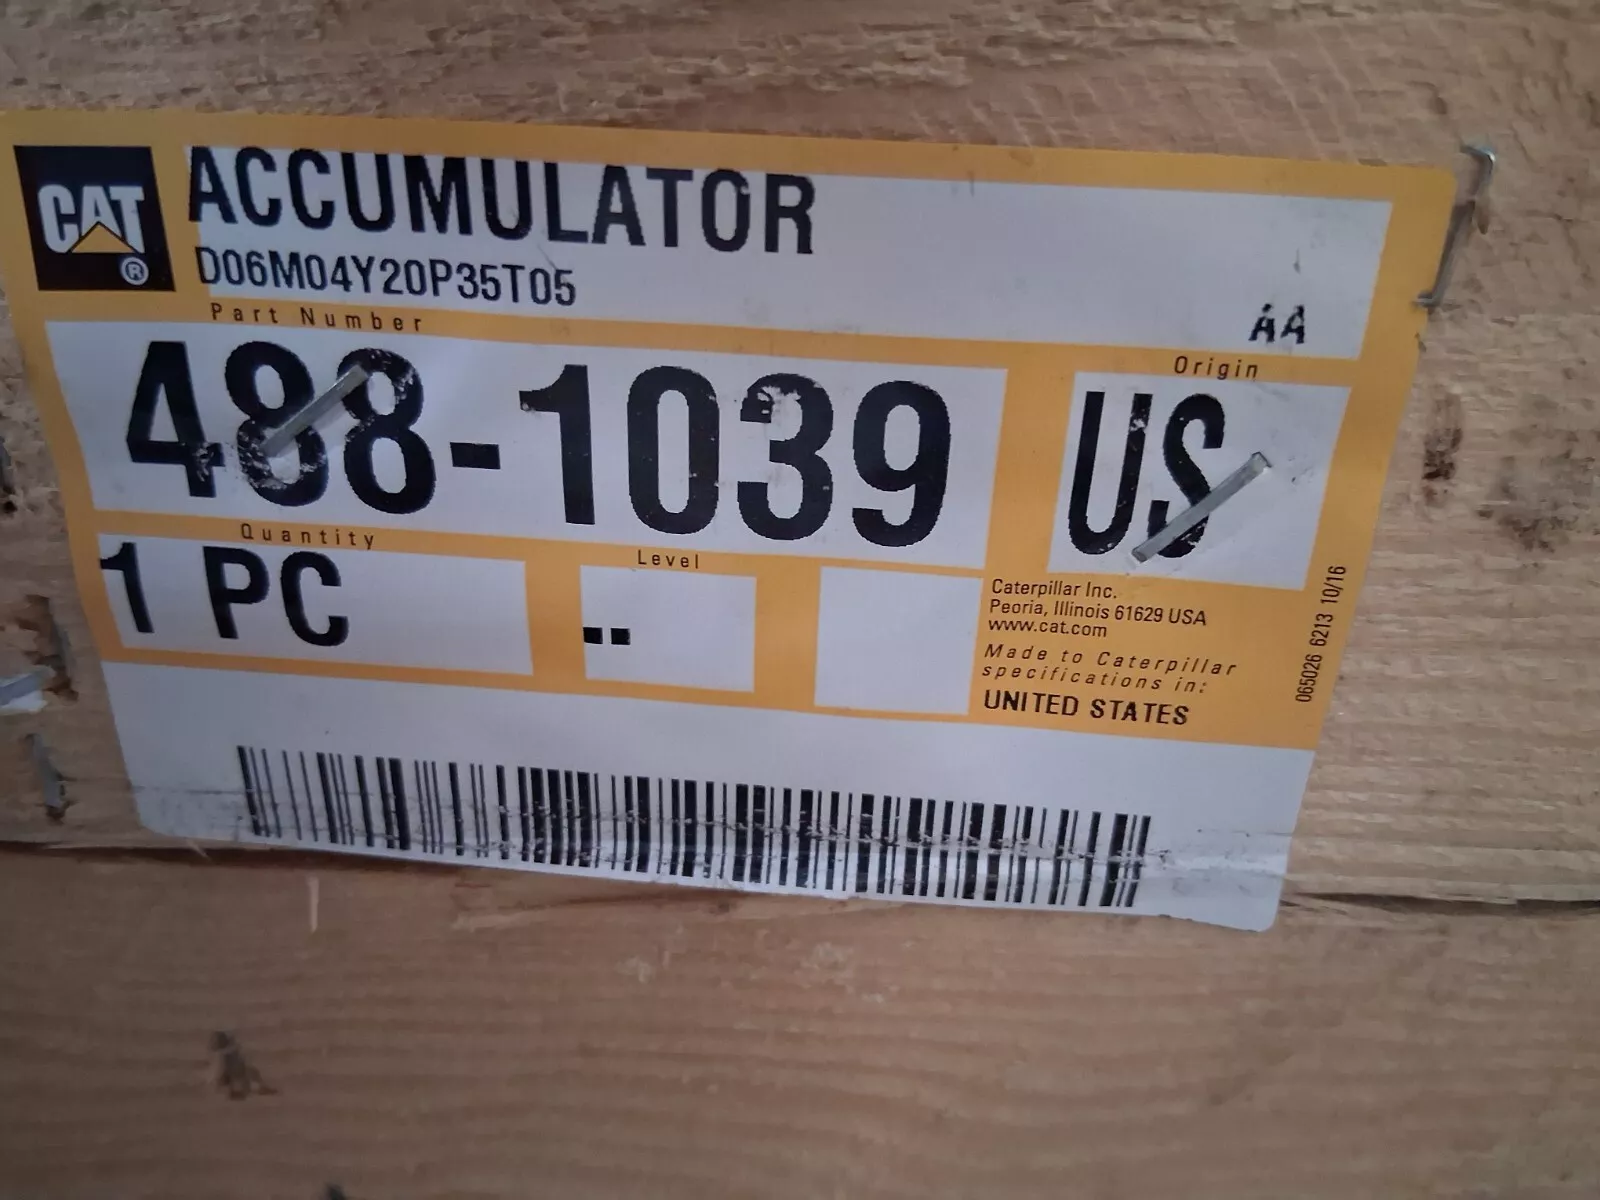 CAT
®
ACCUMULATOR
D06M04Y20P35T05
AA
Part Number
Origin
488-1039
US
Quantity
Level
1 PC
--
Caterpillar Inc.
Peoria, Illinois 61629 USA
www.cat.com
Made to Caterpillar
specifications in:
UNITED STATES
065026 6213 10/16